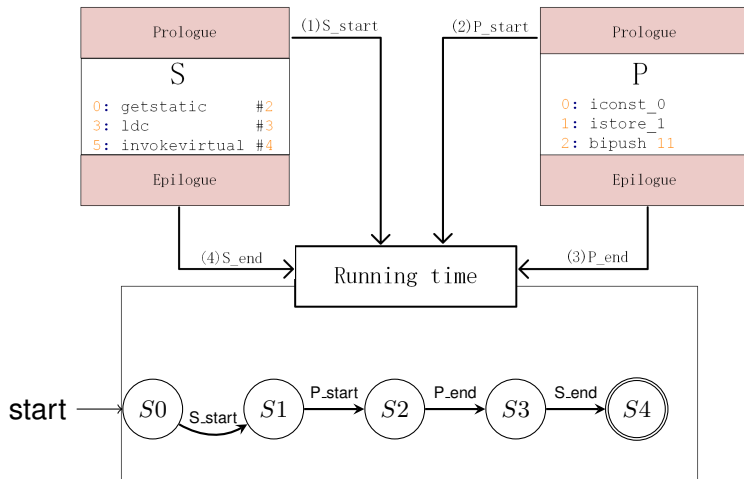 Prologue
(1)S_start
(2)P_start
Prologue
S
0: getstatic #2
3: ldc #3
5: invokevirtual #4
P
0: iconst_0
1: istore_1
2: bipush 11
Epilogue
Epilogue
(4)S_end
(3)P_end
Running time
start
S0
S_start
S1
P_start
S2
P_end
S3
S_end
S4